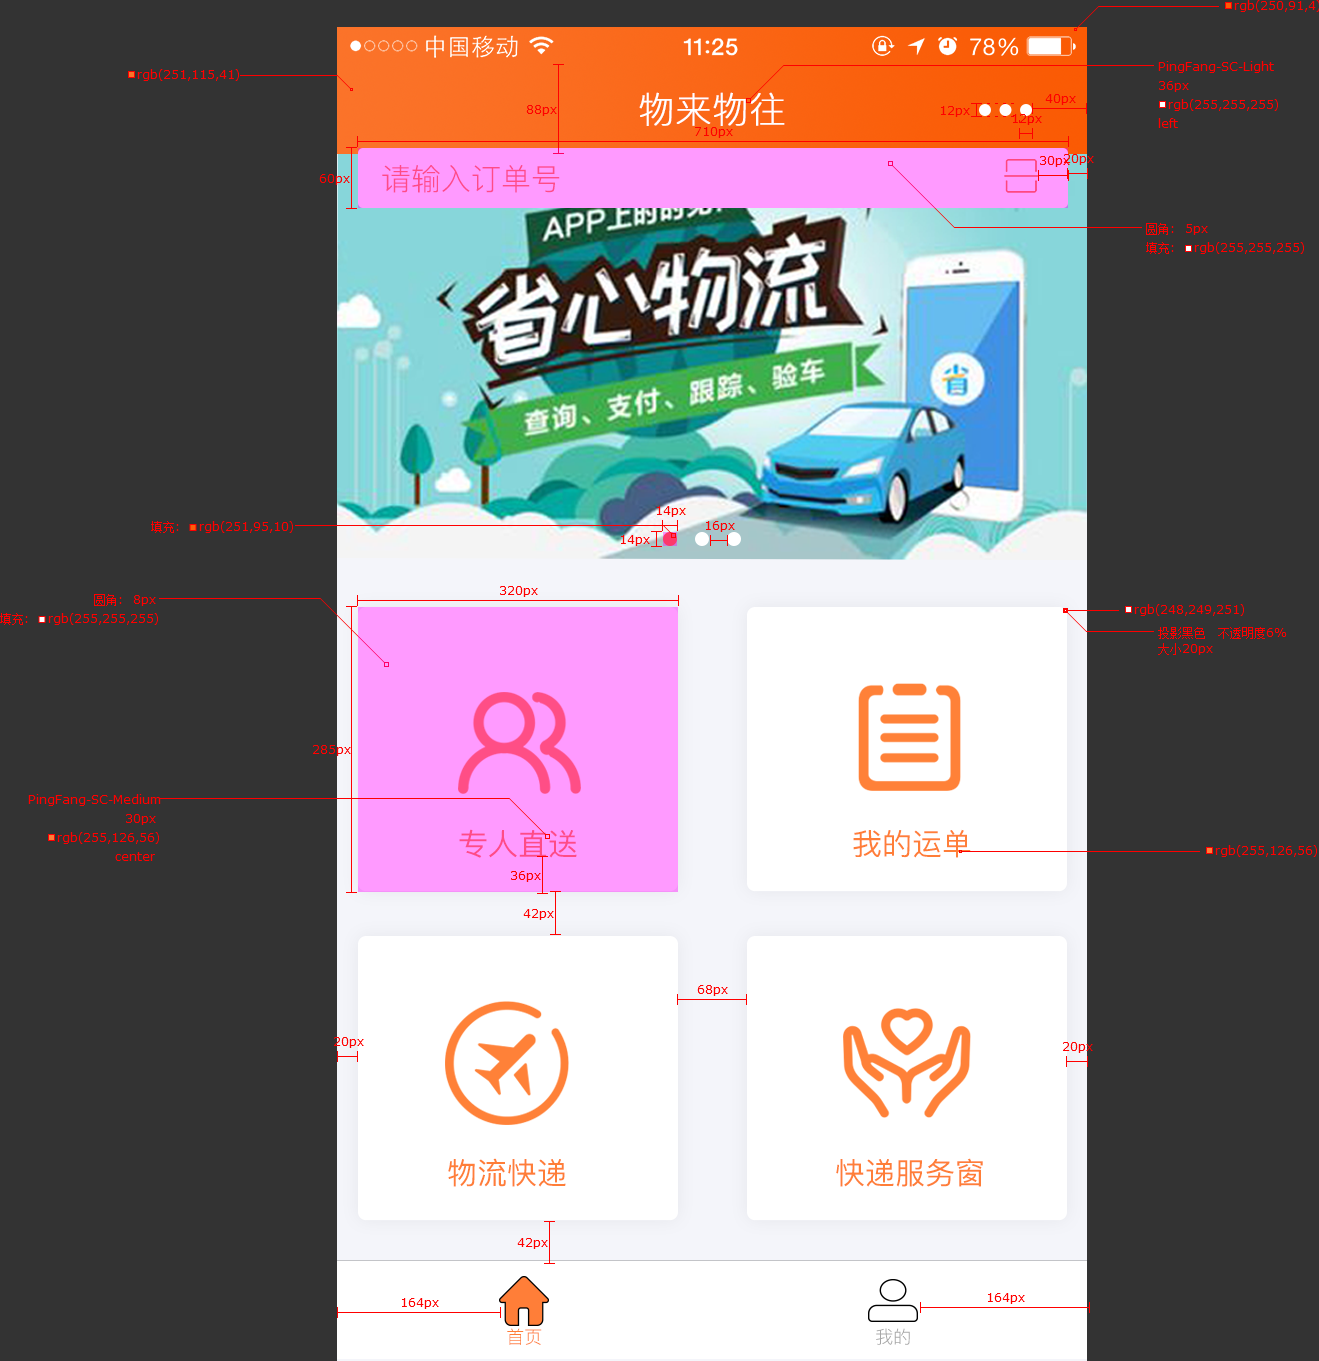 rgb(250,91,4
中国移动 11:25 78%
rgb(251,115,41)
PingFang-SC-Light
36px
rgb(255,255,255)
left
88px
物来物往
12px
40px
12px
710px
60px
请输入订单号
30px
20px
圆角: 5px
填充: rgb(255,255,255)
省心物流
省
查询、支付、跟踪、验车
填充: rgb(251,95,10)
14px
14px
16px
320px
圆角: 8px
填充: rgb(255,255,255)
rgb(248,249,251)
投影黑色 不透明度6%
大小20px
285px
PingFang-SC-Medium
30px
rgb(255,126,56)
center
专人直送
我的运单
rgb(255,126,56)
36px
42px
68px
20px
20px
物流快递
快递服务窗
42px
164px
164px
首页
我的